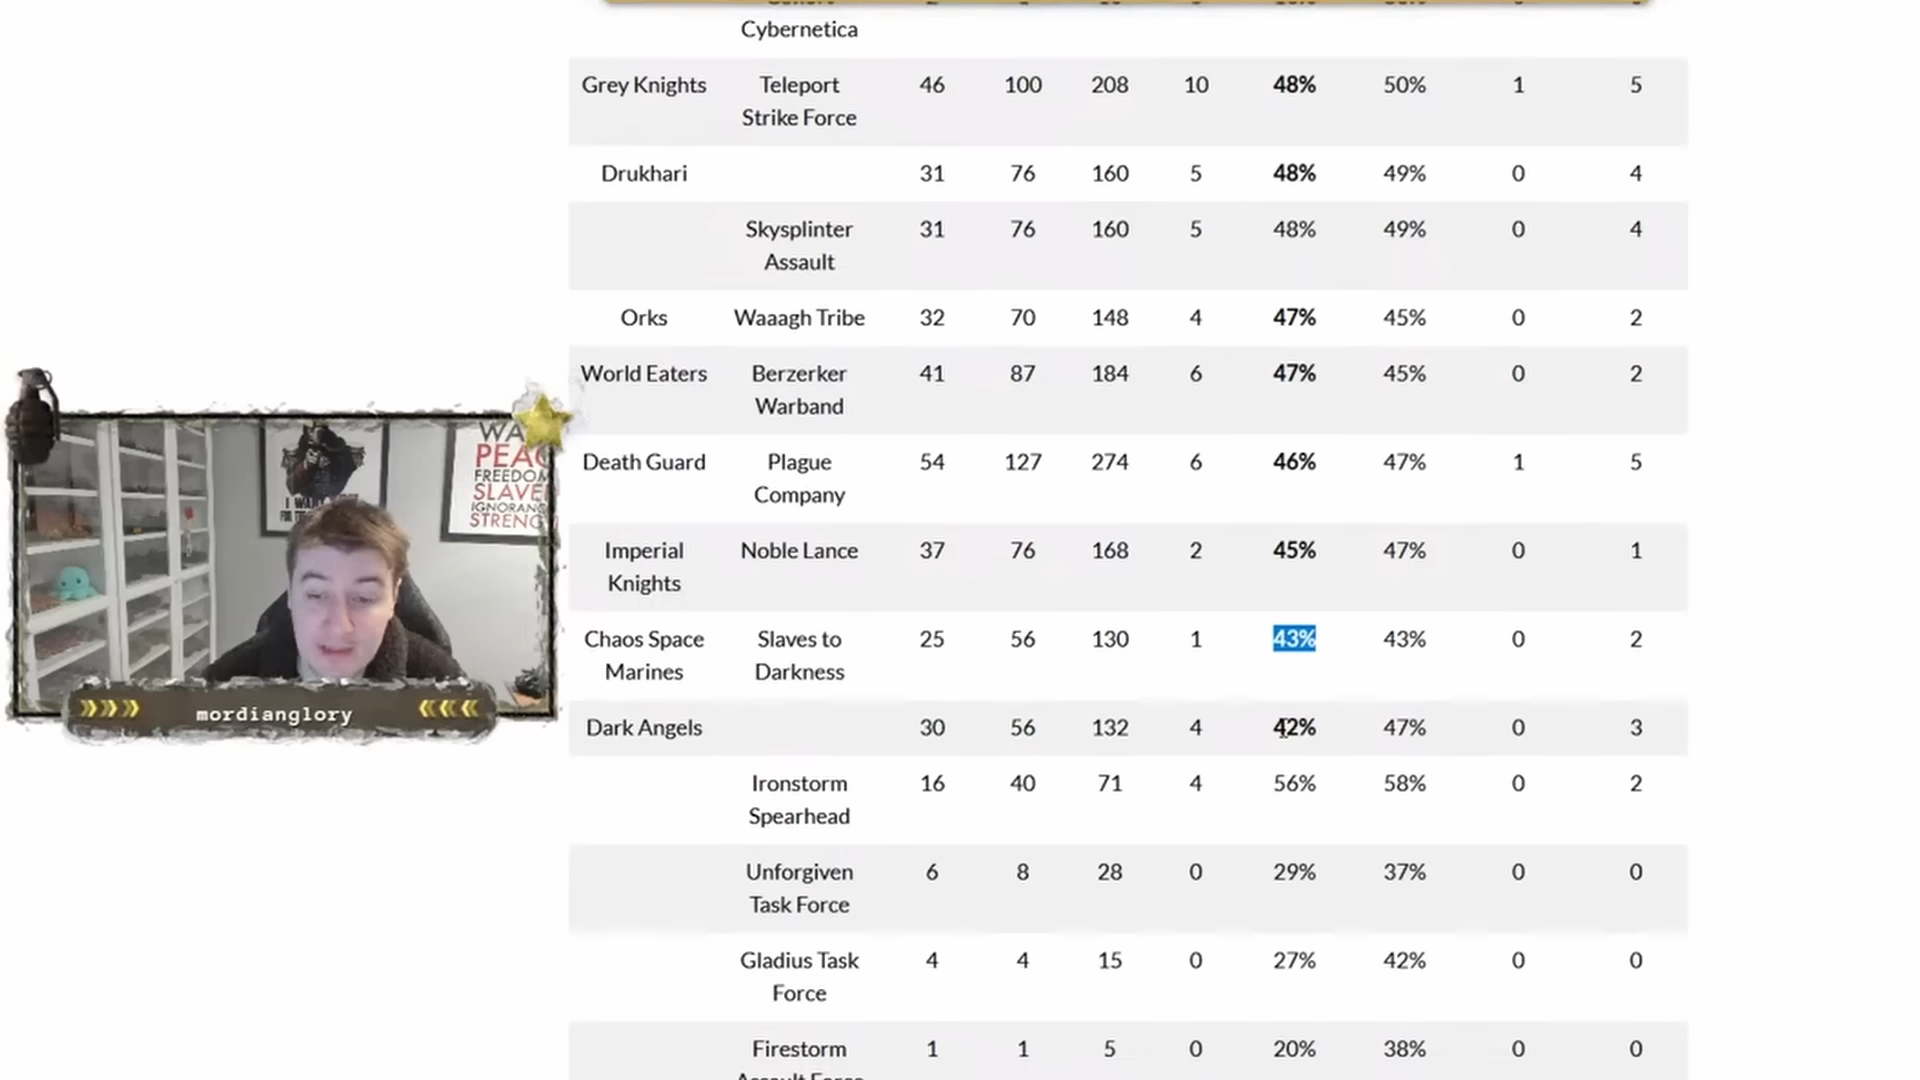 Cybernetica
Grey Knights Teleport Strike Force 46 100 208 10 48% 50% 1 5
Drukhari 31 76 160 5 48% 49% 0 4
Skysplinter Assault 31 76 160 5 48% 49% 0 4
Orks Waaagh Tribe 32 70 148 4 47% 45% 0 2
World Eaters Berzerker Warband 41 87 184 6 47% 45% 0 2
Death Guard Plague Company 54 127 274 6 46% 47% 1 5
Imperial Knights Noble Lance 37 76 168 2 45% 47% 0 1
Chaos Space Marines Slaves to Darkness 25 56 130 1 43% 43% 0 2
Dark Angels 30 56 132 4 42% 47% 0 3
Ironstorm Spearhead 16 40 71 4 56% 58% 0 2
Unforgiven Task Force 6 8 28 0 29% 37% 0 0
Gladius Task Force 4 4 15 0 27% 42% 0 0
Firestorm 1 1 5 0 20% 38% 0 0
WA
PEAC
FREEDOM
SLAVE
IGNORANC
STRENG
mordianglory